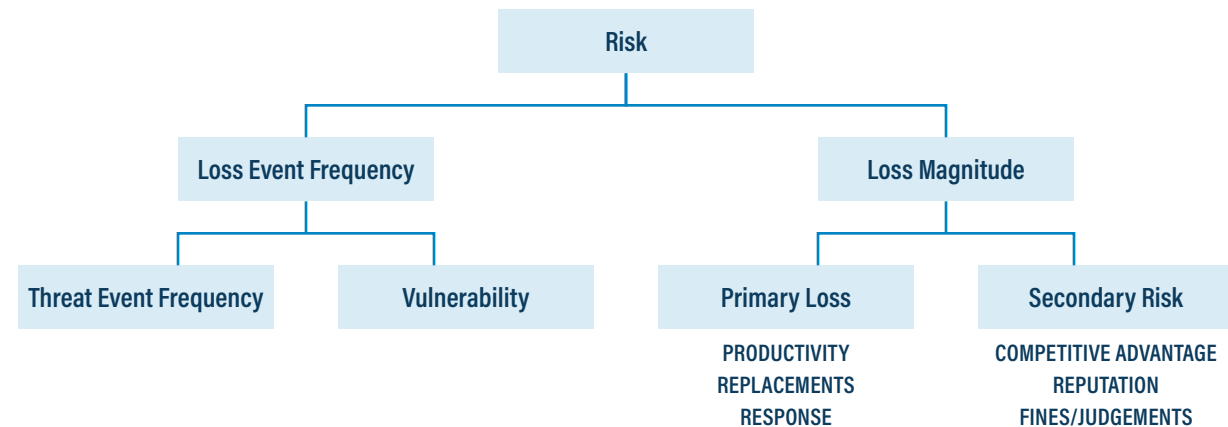 Risk
Loss Event Frequency
Loss Magnitude
Threat Event Frequency
Vulnerability
Primary Loss
Secondary Risk
PRODUCTIVITY
REPLACEMENTS
RESPONSE
COMPETITIVE ADVANTAGE
REPUTATION
FINES/JUDGEMENTS